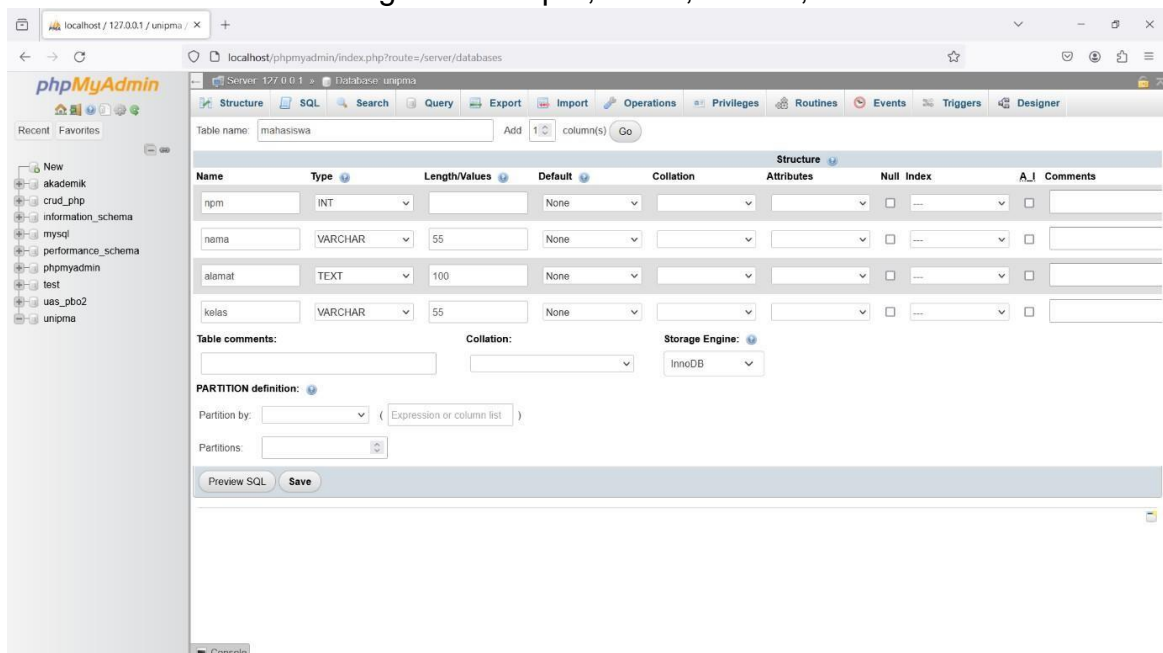 localhost / 127.0.0.1 / unipma /
localhost/phpmyadmin/index.php?route=/server/databases
phpMyAdmin
Recent Favorites
New
akademik
crud_php
information_schema
mysql
performance_schema
phpmyadmin
test
uas_pbo2
unipma
Server: 127.0.0.1 » Database: unipma
Structure SQL Search Query Export Import Operations Privileges Routines Events Triggers Designer
Table name: mahasiswa Add 1 column(s) Go
Structure
Name Type Length/Values Default Collation Attributes Null Index A_I Comments
npm INT None ---
nama VARCHAR 55 None ---
alamat TEXT 100 None ---
kelas VARCHAR 55 None ---
Table comments: Collation: Storage Engine:
InnoDB
PARTITION definition:
Partition by: ( Expression or column list )
Partitions:
Preview SQL Save
Console